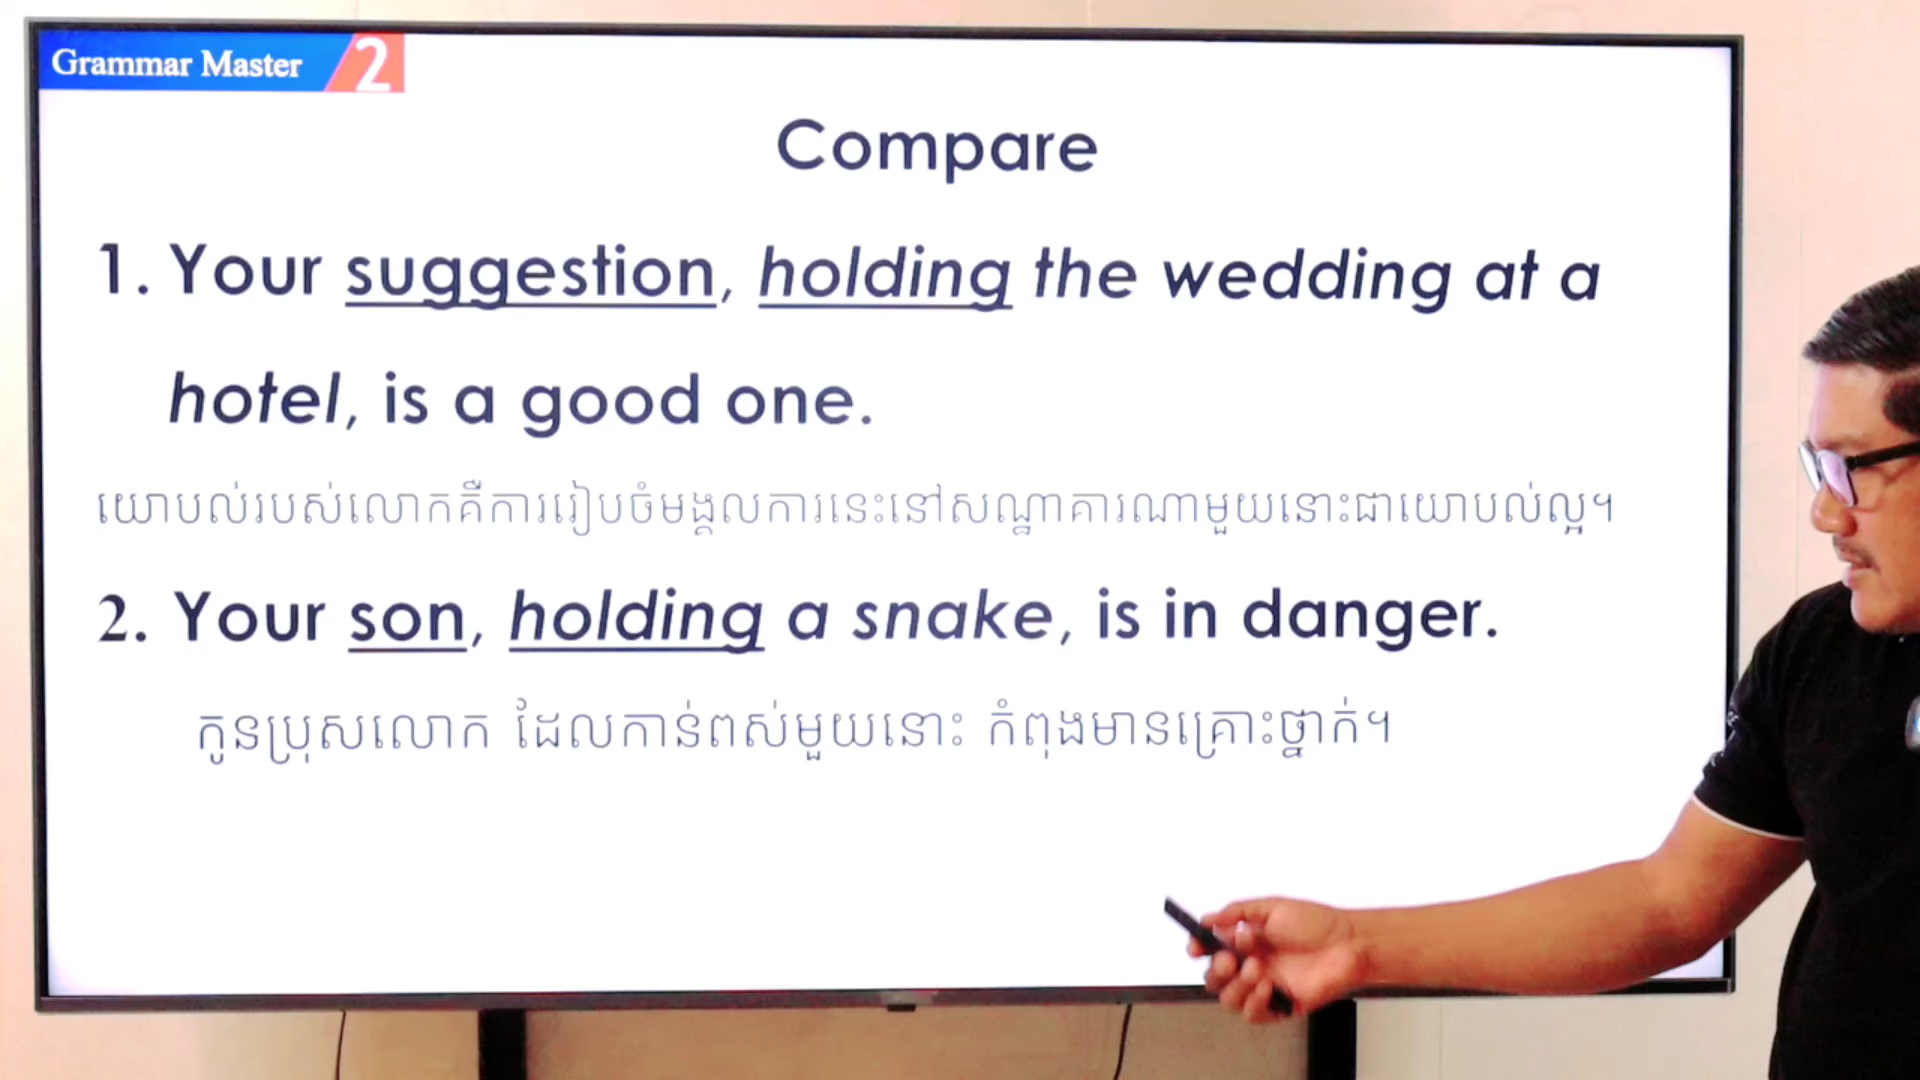 Grammar Master 2
Compare
1. Your suggestion, holding the wedding at a
hotel, is a good one.
យោបល់របស់លោកគឺការរៀបចំមង្គលការនេះនៅសណ្ឋាគារណាមួយនោះជាយោបល់ល្អ។
2. Your son, holding a snake, is in danger.
កូនប្រុសលោក ដែលកាន់ពស់មួយនោះ កំពុងមានគ្រោះថ្នាក់។